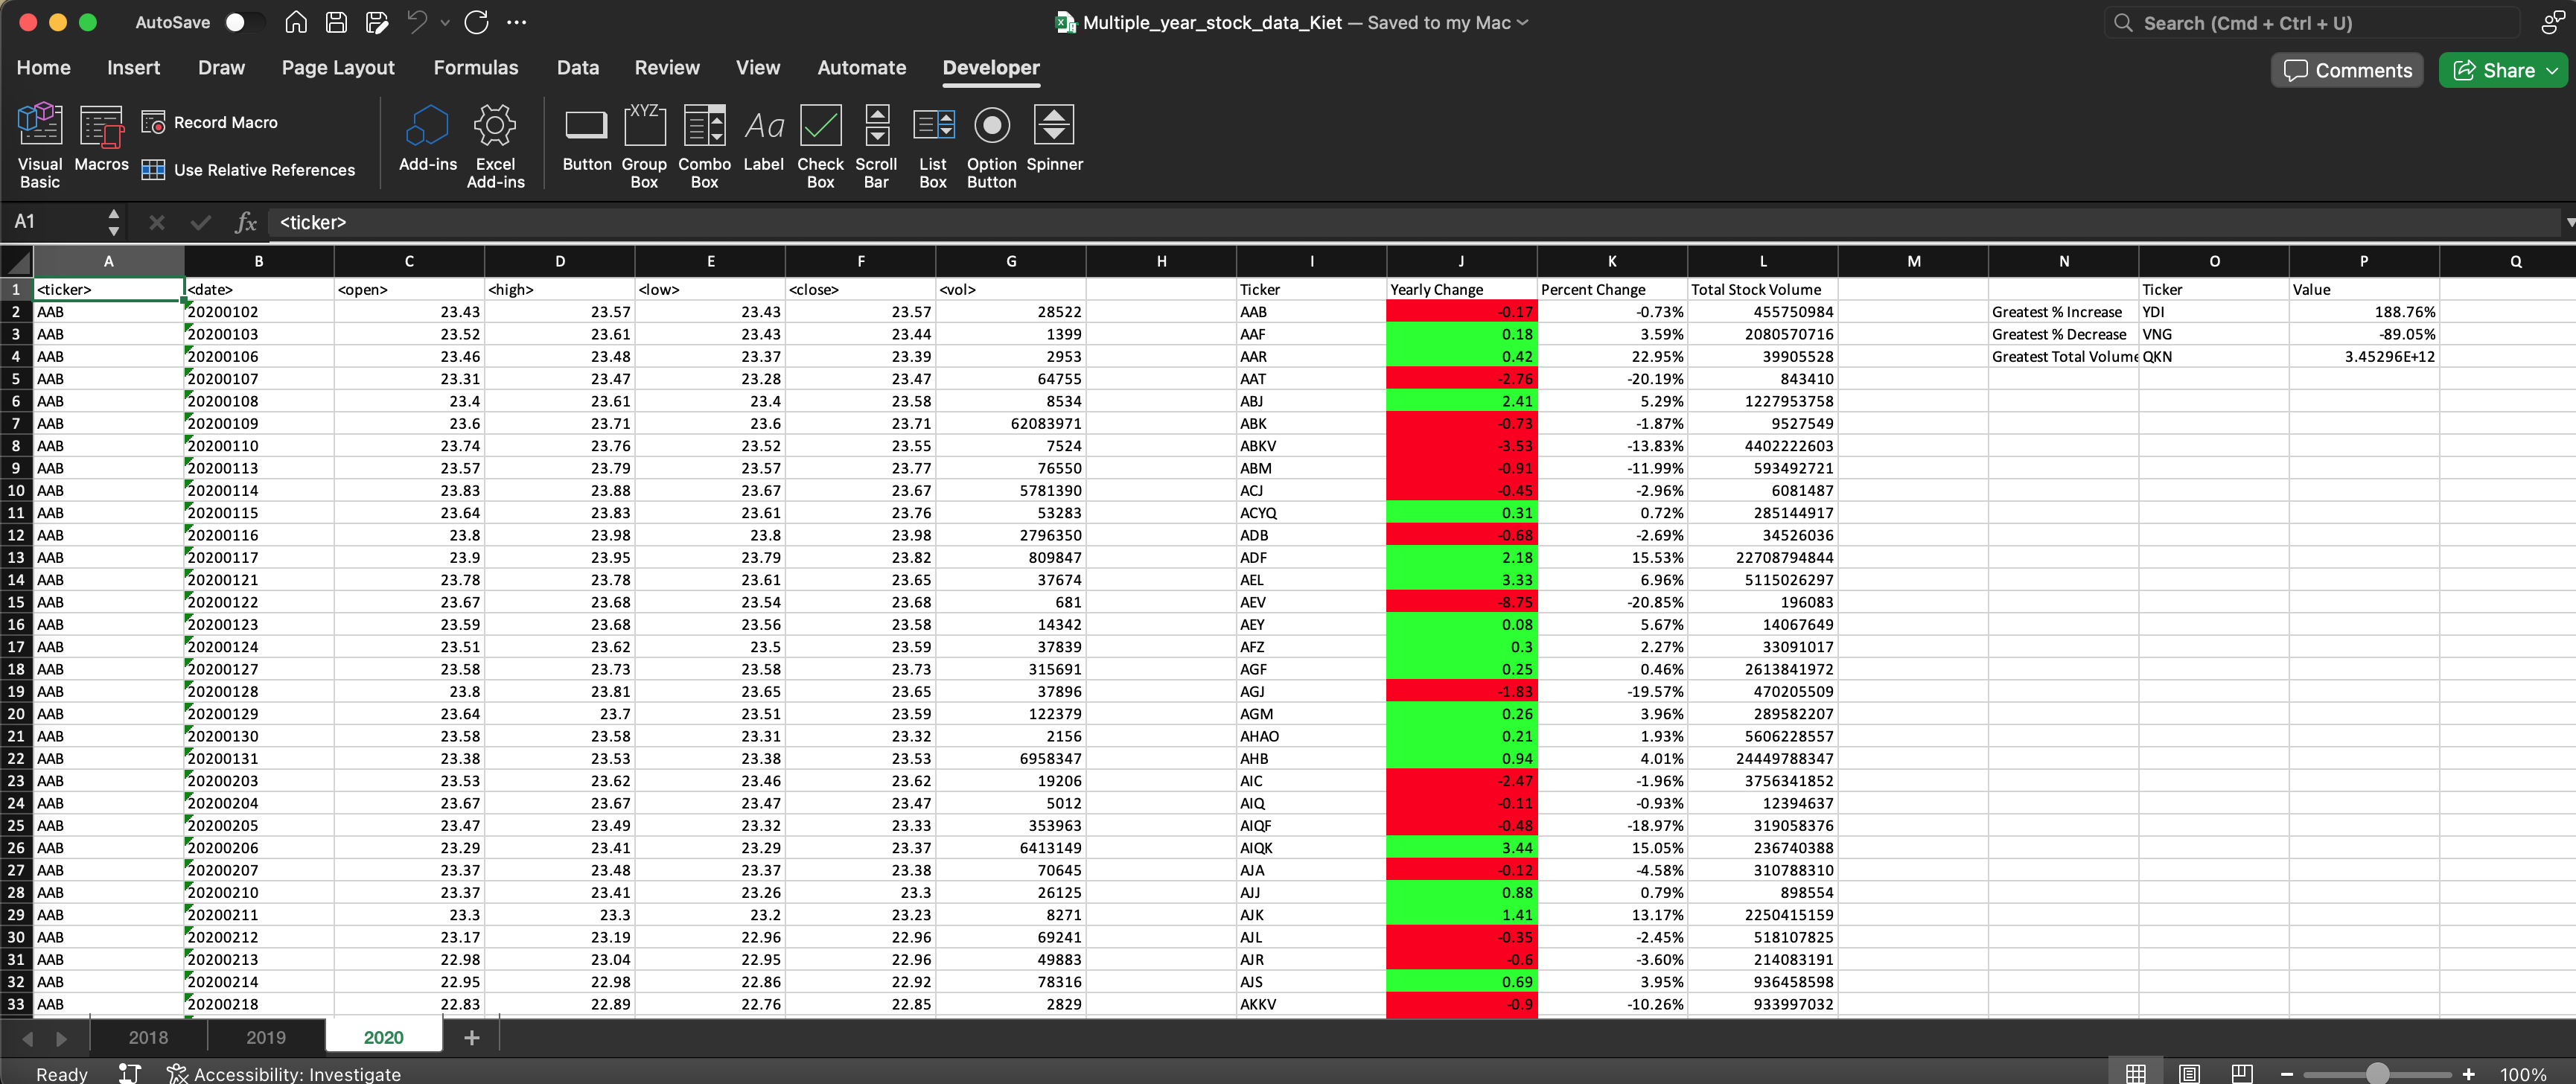 AutoSave
Multiple_year_stock_data_Kiet — Saved to my Mac
Search (Cmd + Ctrl + U)
Home Insert Draw Page Layout Formulas Data Review View Automate Developer
Comments Share
Visual Basic
Macros
Record Macro
Use Relative References
Add-ins
Excel Add-ins
Button
XYZ
Group Box
Combo Box
Aa
Label
Check Box
Scroll Bar
List Box
Option Button
Spinner
A1 fx <ticker>
A B C D E F G H I J K L M N O P Q
1 <ticker> <date> <open> <high> <low> <close> <vol> Ticker Yearly Change Percent Change Total Stock Volume Ticker Value
2 AAB 20200102 23.43 23.57 23.43 23.57 28522 AAB -0.17 -0.73% 455750984 Greatest % Increase YDI 188.76%
3 AAB 20200103 23.52 23.61 23.43 23.44 1399 AAF 0.18 3.59% 2080570716 Greatest % Decrease VNG -89.05%
4 AAB 20200106 23.46 23.48 23.37 23.39 2953 AAR 0.42 22.95% 39905528 Greatest Total Volume QKN 3.45296E+12
5 AAB 20200107 23.31 23.47 23.28 23.47 64755 AAT -2.76 -20.19% 843410
6 AAB 20200108 23.4 23.61 23.4 23.58 8534 ABJ 2.41 5.29% 1227953758
7 AAB 20200109 23.6 23.71 23.6 23.71 62083971 ABK -0.73 -1.87% 9527549
8 AAB 20200110 23.74 23.76 23.52 23.55 7524 ABKV -3.53 -13.83% 4402222603
9 AAB 20200113 23.57 23.79 23.57 23.77 76550 ABM -0.91 -11.99% 593492721
10 AAB 20200114 23.83 23.88 23.67 23.67 5781390 ACJ -0.45 -2.96% 6081487
11 AAB 20200115 23.64 23.83 23.61 23.76 53283 ACYQ 0.31 0.72% 285144917
12 AAB 20200116 23.8 23.98 23.8 23.98 2796350 ADB -0.68 -2.69% 34526036
13 AAB 20200117 23.9 23.95 23.79 23.82 809847 ADF 2.18 15.53% 22708794844
14 AAB 20200121 23.78 23.78 23.61 23.65 37674 AEL 3.33 6.96% 5115026297
15 AAB 20200122 23.67 23.68 23.54 23.68 681 AEV -8.75 -20.85% 196083
16 AAB 20200123 23.59 23.68 23.56 23.58 14342 AEY 0.08 5.67% 14067649
17 AAB 20200124 23.51 23.62 23.5 23.59 37839 AFZ 0.3 2.27% 33091017
18 AAB 20200127 23.58 23.73 23.58 23.73 315691 AGF 0.25 0.46% 2613841972
19 AAB 20200128 23.8 23.81 23.65 23.65 37896 AGJ -1.83 -19.57% 470205509
20 AAB 20200129 23.64 23.7 23.51 23.59 122379 AGM 0.26 3.96% 289582207
21 AAB 20200130 23.58 23.58 23.31 23.32 2156 AHAO 0.21 1.93% 5606228557
22 AAB 20200131 23.38 23.53 23.38 23.53 6958347 AHB 0.94 4.01% 24449788347
23 AAB 20200203 23.53 23.62 23.46 23.62 19206 AIC -2.47 -1.96% 3756341852
24 AAB 20200204 23.67 23.67 23.47 23.47 5012 AIQ -0.11 -0.93% 12394637
25 AAB 20200205 23.47 23.49 23.32 23.33 353963 AIQF -0.48 -18.97% 319058376
26 AAB 20200206 23.29 23.41 23.29 23.37 6413149 AIQK 3.44 15.05% 236740388
27 AAB 20200207 23.37 23.48 23.37 23.38 70645 AJA -0.12 -4.58% 310788310
28 AAB 20200210 23.37 23.41 23.26 23.3 26125 AJJ 0.88 0.79% 898554
29 AAB 20200211 23.3 23.3 23.2 23.23 8271 AJK 1.41 13.17% 2250415159
30 AAB 20200212 23.17 23.19 22.96 22.96 69241 AJL -0.35 -2.45% 518107825
31 AAB 20200213 22.98 23.04 22.95 22.96 49883 AJR -0.6 -3.60% 214083191
32 AAB 20200214 22.95 22.98 22.86 22.92 78316 AJS 0.69 3.95% 936458598
33 AAB 20200218 22.83 22.89 22.76 22.85 2829 AKKV -0.9 -10.26% 933997032
2018 2019 2020 +
Ready Accessibility: Investigate 100%